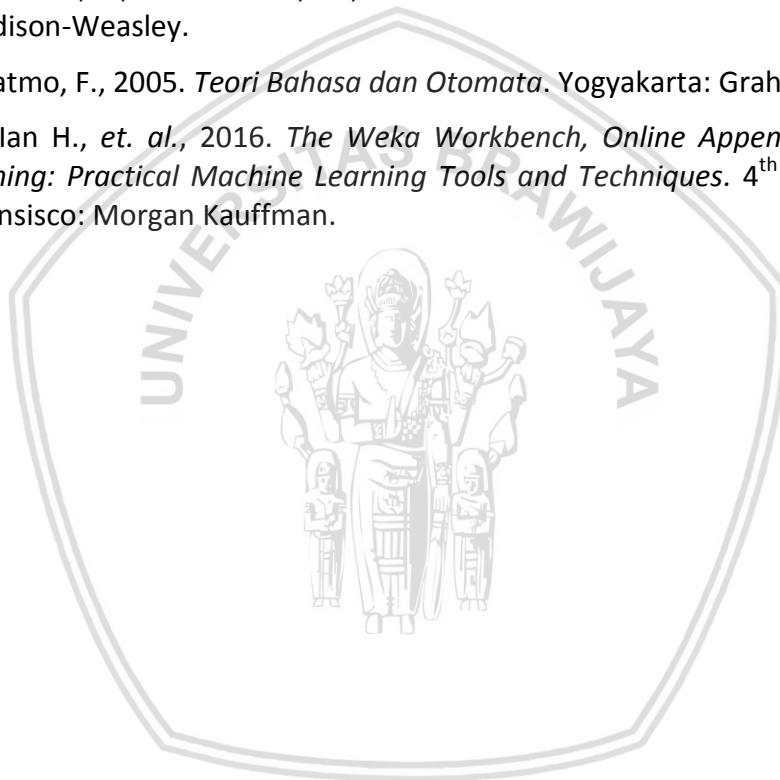 dison-Weasley.
atmo, F., 2005. Teori Bahasa dan Otomata. Yogyakarta: Grah
Ian H., et. al., 2016. The Weka Workbench, Online Appen
ning: Practical Machine Learning Tools and Techniques. 4th
nsisco: Morgan Kauffman.
UNIVERSITAS BRAWIJAYA